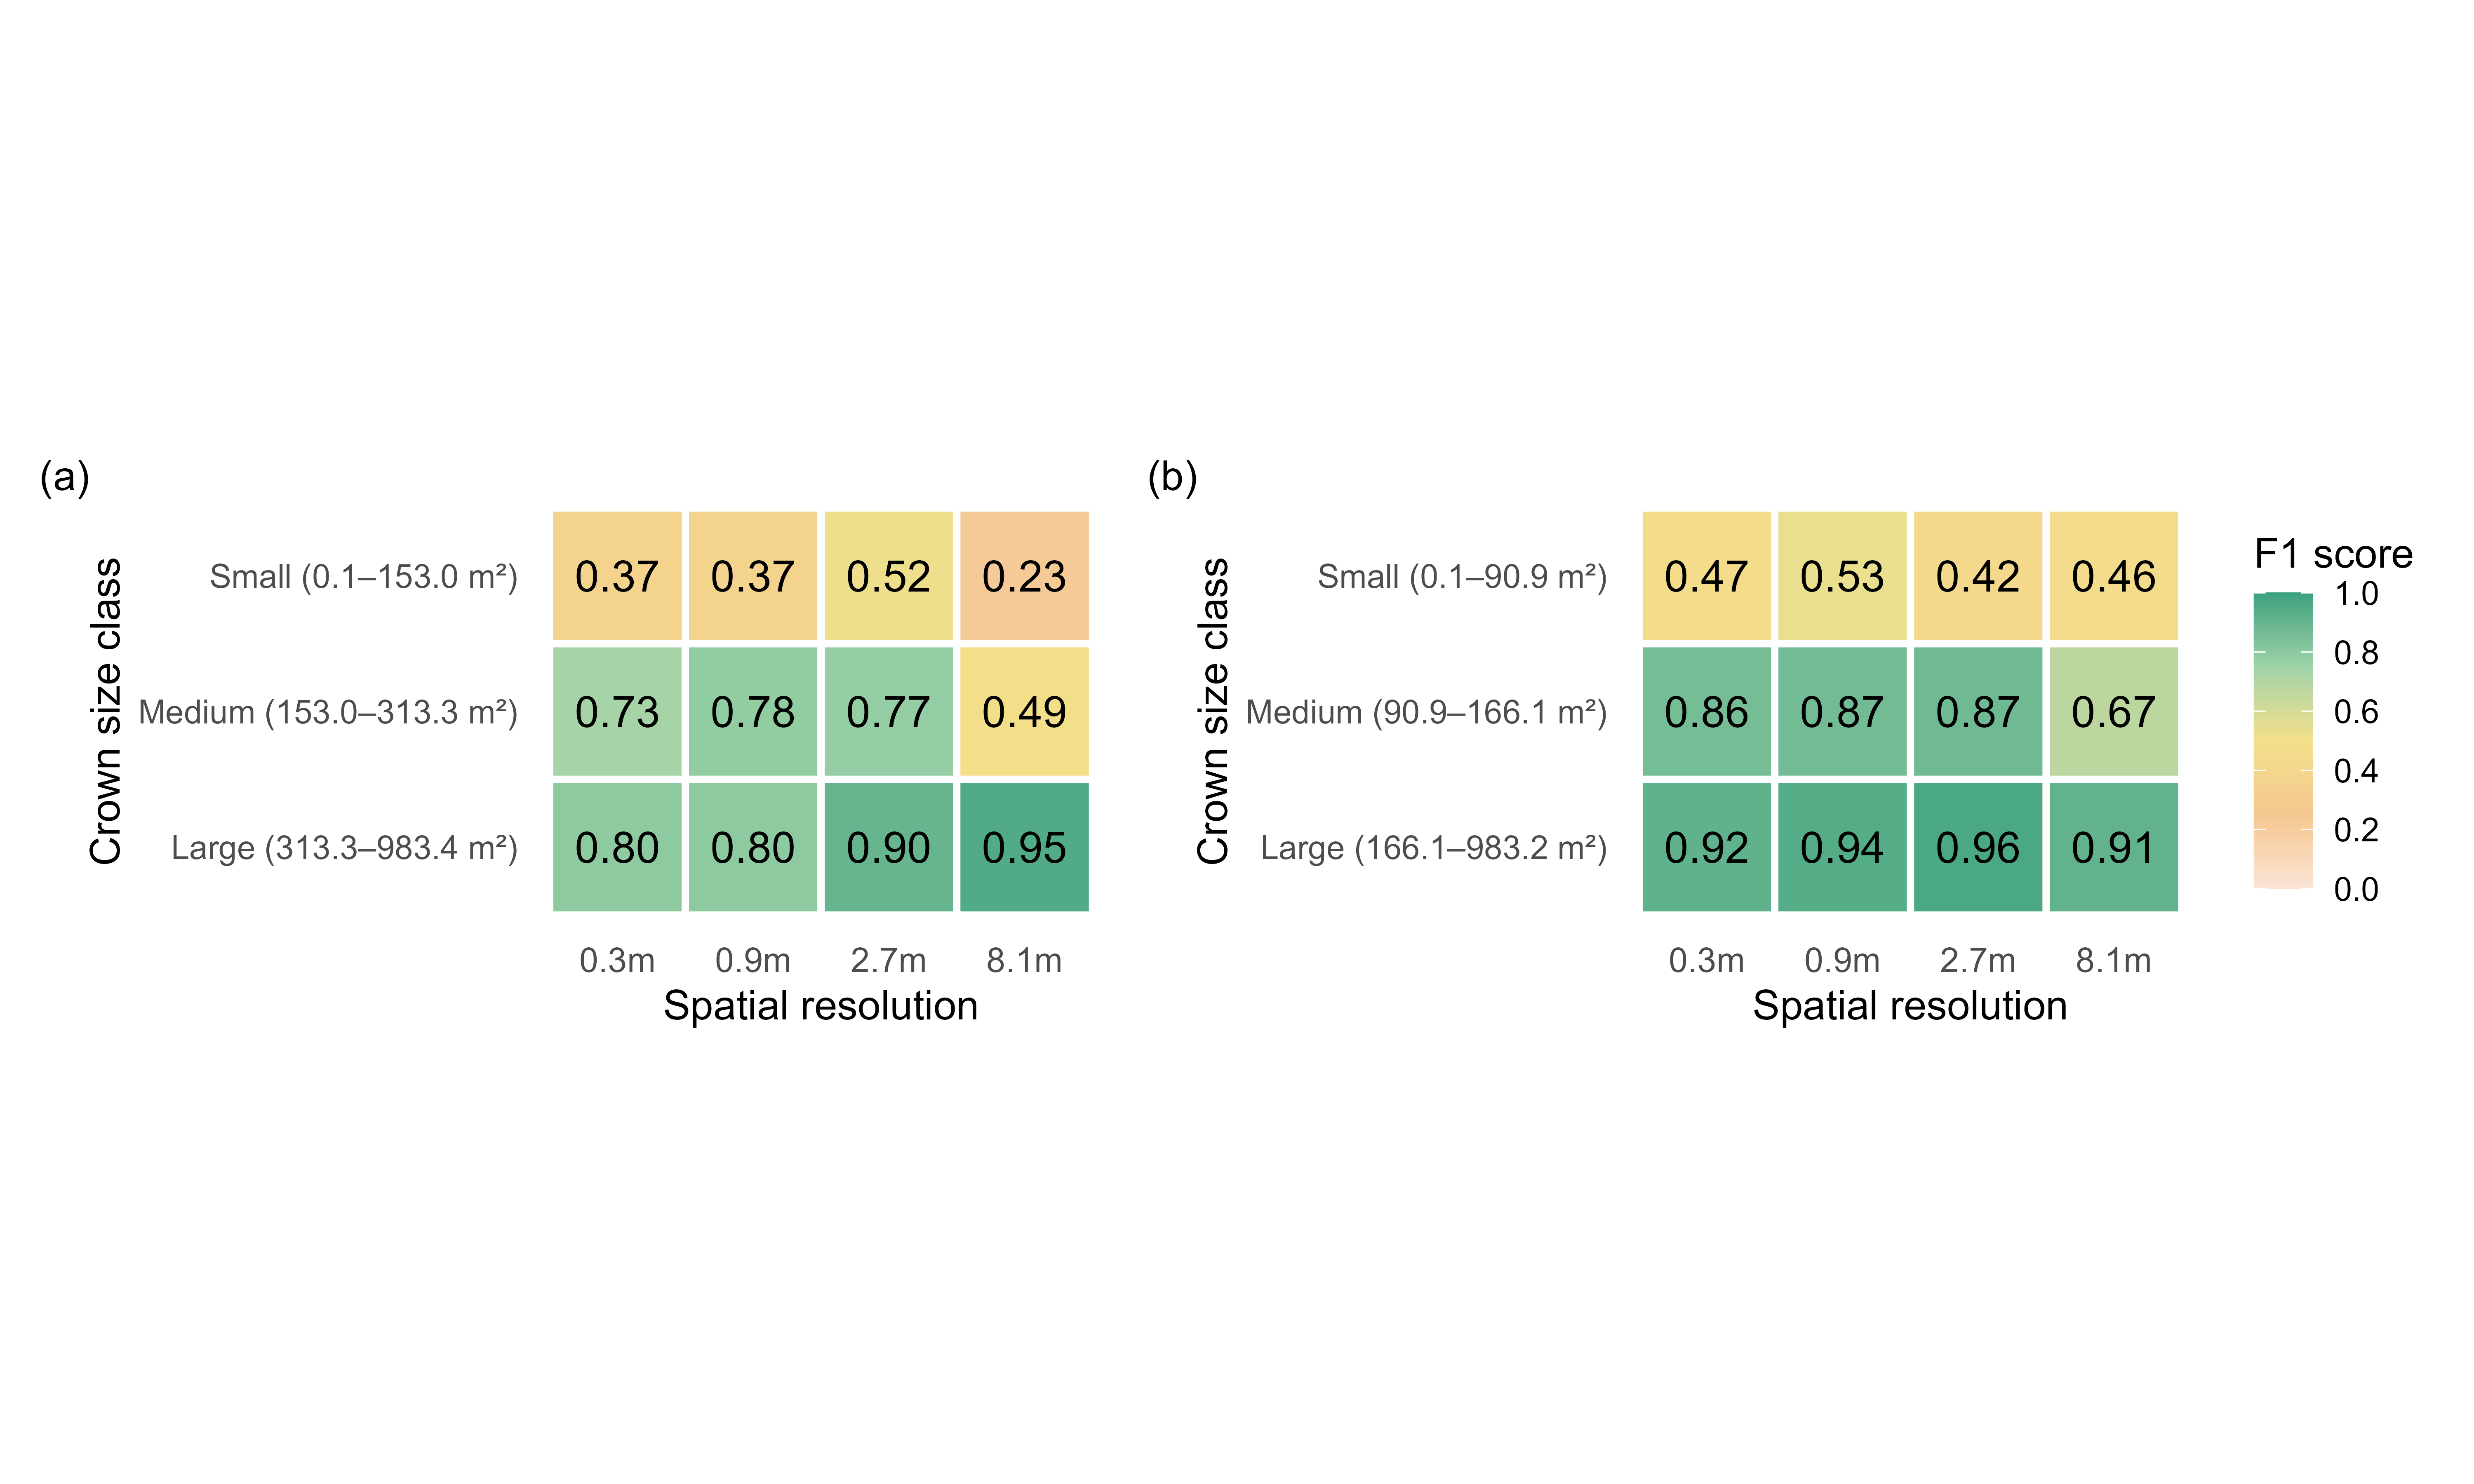 (a)
Crown size class
Small (0.1–153.0 m²)
0.37 0.37 0.52 0.23
Medium (153.0–313.3 m²)
0.73 0.78 0.77 0.49
Large (313.3–983.4 m²)
0.80 0.80 0.90 0.95
0.3m 0.9m 2.7m 8.1m
Spatial resolution
(b)
Crown size class
Small (0.1–90.9 m²)
0.47 0.53 0.42 0.46
Medium (90.9–166.1 m²)
0.86 0.87 0.87 0.67
Large (166.1–983.2 m²)
0.92 0.94 0.96 0.91
0.3m 0.9m 2.7m 8.1m
Spatial resolution
F1 score
1.0
0.8
0.6
0.4
0.2
0.0